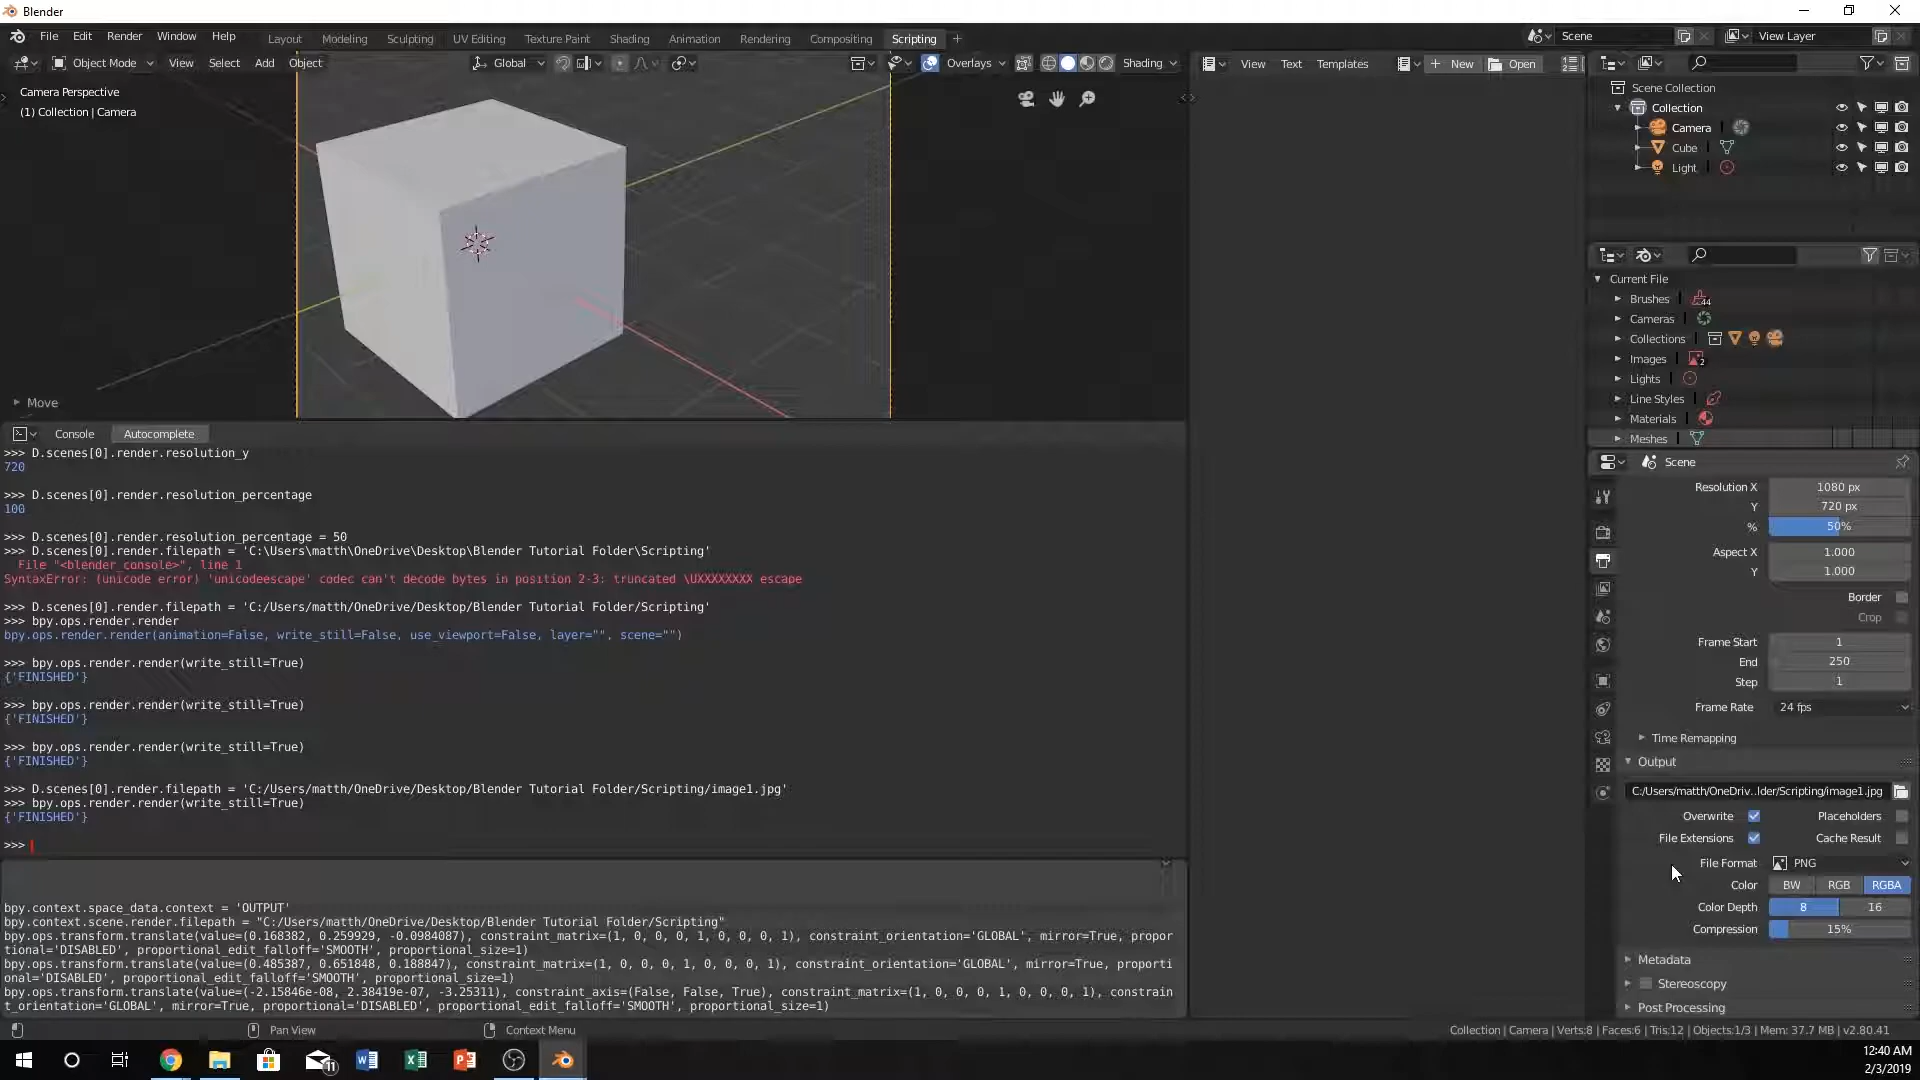 Blender
File Edit Render Window Help Layout Modeling Sculpting UV Editing Texture Paint Shading Animation Rendering Compositing Scripting + Scene View Layer
Object Mode View Select Add Object Global Overlays Shading
View Text Templates + New Open
Camera Perspective
(1) Collection | Camera
Move
Scene Collection
Collection
Camera
Cube
Light
Current File
Brushes 44
Cameras
Collections
Images 2
Lights
Line Styles
Materials
Meshes
Console Autocomplete
>>> D.scenes[0].render.resolution_y
720
>>> D.scenes[0].render.resolution_percentage
100
>>> D.scenes[0].render.resolution_percentage = 50
>>> D.scenes[0].render.filepath = 'C:\Users\matth\OneDrive\Desktop\Blender Tutorial Folder\Scripting'
File "<blender_console>", line 1
SyntaxError: (unicode error) 'unicodeescape' codec can't decode bytes in position 2-3: truncated \UXXXXXXXX escape
>>> D.scenes[0].render.filepath = 'C:/Users/matth/OneDrive/Desktop/Blender Tutorial Folder/Scripting'
>>> bpy.ops.render.render
bpy.ops.render.render(animation=False, write_still=False, use_viewport=False, layer="", scene="")
>>> bpy.ops.render.render(write_still=True)
{'FINISHED'}
>>> bpy.ops.render.render(write_still=True)
{'FINISHED'}
>>> bpy.ops.render.render(write_still=True)
{'FINISHED'}
>>> D.scenes[0].render.filepath = 'C:/Users/matth/OneDrive/Desktop/Blender Tutorial Folder/Scripting/image1.jpg'
>>> bpy.ops.render.render(write_still=True)
{'FINISHED'}
>>>
bpy.context.space_data.context = 'OUTPUT'
bpy.context.scene.render.filepath = "C:/Users/matth/OneDrive/Desktop/Blender Tutorial Folder/Scripting"
bpy.ops.transform.translate(value=(0.168382, 0.259929, -0.0984087), constraint_matrix=(1, 0, 0, 0, 1, 0, 0, 0, 1), constraint_orientation='GLOBAL', mirror=True, propor
tional='DISABLED', proportional_edit_falloff='SMOOTH', proportional_size=1)
bpy.ops.transform.translate(value=(0.485387, 0.651848, 0.188847), constraint_matrix=(1, 0, 0, 0, 1, 0, 0, 0, 1), constraint_orientation='GLOBAL', mirror=True, proporti
onal='DISABLED', proportional_edit_falloff='SMOOTH', proportional_size=1)
bpy.ops.transform.translate(value=(-2.15846e-08, 2.38419e-07, -3.25311), constraint_axis=(False, False, True), constraint_matrix=(1, 0, 0, 0, 1, 0, 0, 0, 1), constrain
t_orientation='GLOBAL', mirror=True, proportional='DISABLED', proportional_edit_falloff='SMOOTH', proportional_size=1)
Scene
Resolution X 1080 px
Y 720 px
% 50%
Aspect X 1.000
Y 1.000
Border
Crop
Frame Start 1
End 250
Step 1
Frame Rate 24 fps
Time Remapping
Output
C:/Users/matth/OneDriv..lder/Scripting/image1.jpg
Overwrite Placeholders
File Extensions Cache Result
File Format PNG
Color BW RGB RGBA
Color Depth 8 16
Compression 15%
Metadata
Stereoscopy
Post Processing
Pan View Context Menu Collection | Camera | Verts:8 | Faces:6 | Tris:12 | Objects:1/3 | Mem: 37.7 MB | v2.80.41
11
12:40 AM
2/3/2019